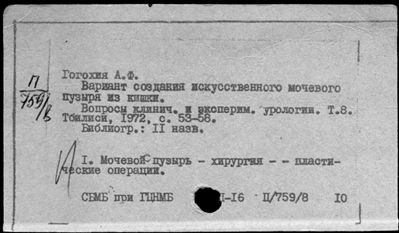 П
759/8
Гогохия А.Ф.
Вариант создания искусственного мочевого
пузыря из кишки.
Вопросы клинич. и эксперим. урологии. Т.8.
Тбилиси, 1972, с. 53-58.
Библиогр.: II назв.
I. Мочевой пузырь - хирургия - - пласти-
ческие операции.
СБМБ при ГЦНМБ -16 П/759/8 10